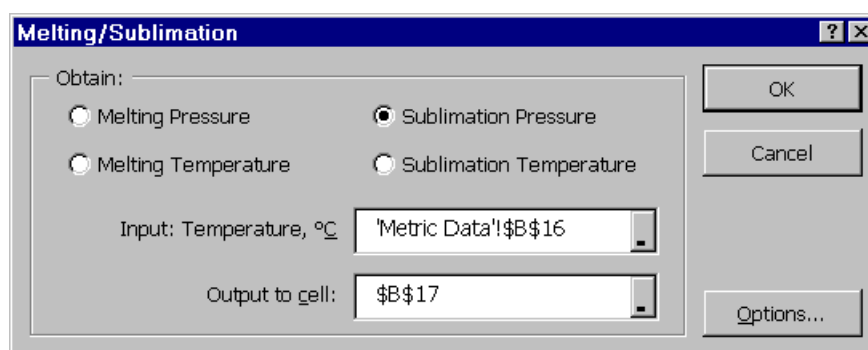 Melting/Sublimation
Obtain:
Melting Pressure
Sublimation Pressure
Melting Temperature
Sublimation Temperature
Input: Temperature, ºC
'Metric Data'!$B$16
Output to cell:
$B$17
OK
Cancel
Options...